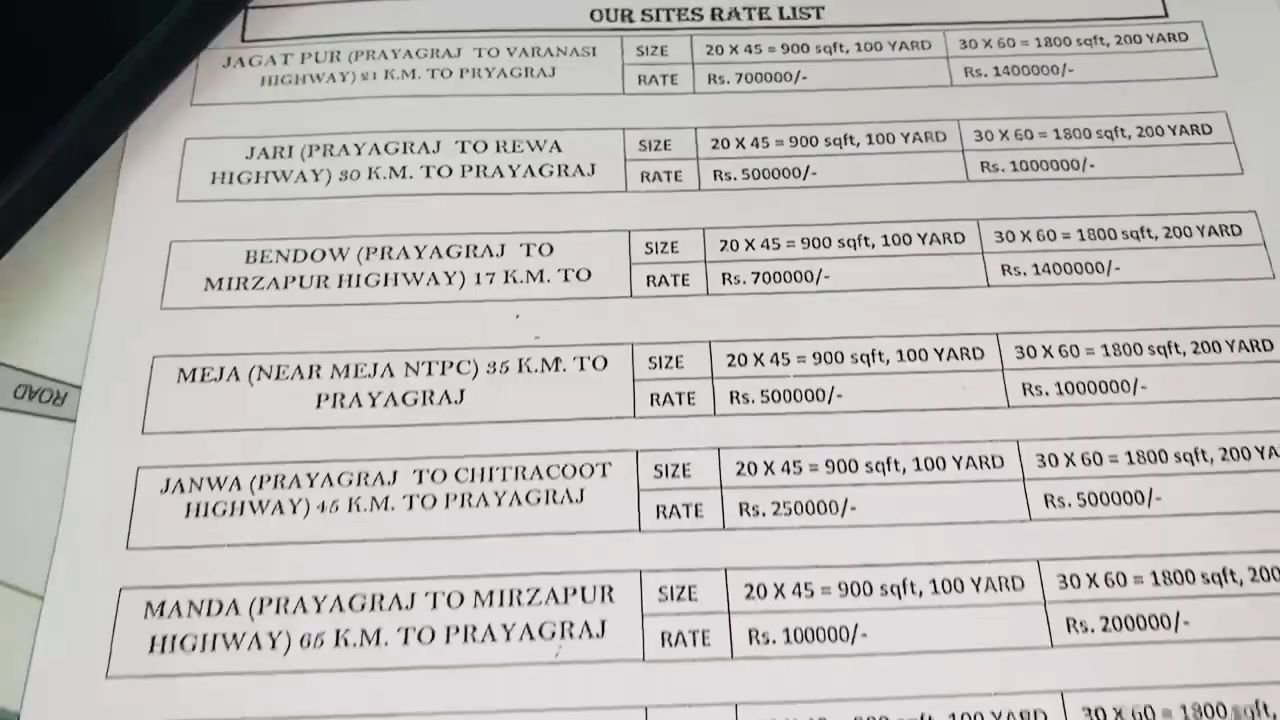 OUR SITES RATE LIST
JAGAT PUR (PRAYAGRAJ TO VARANASI
HIGHWAY) 21 K.M. TO PRYAGRAJ
SIZE
20 X 45 = 900 sqft, 100 YARD
30 X 60 = 1800 sqft, 200 YARD
RATE
Rs. 700000/-
Rs. 1400000/-
JARI (PRAYAGRAJ TO REWA
HIGHWAY) 30 K.M. TO PRAYAGRAJ
SIZE
20 X 45 = 900 sqft, 100 YARD
30 X 60 = 1800 sqft, 200 YARD
RATE
Rs. 500000/-
Rs. 1000000/-
BENDOW (PRAYAGRAJ TO
MIRZAPUR HIGHWAY) 17 K.M. TO
SIZE
20 X 45 = 900 sqft, 100 YARD
30 X 60 = 1800 sqft, 200 YARD
RATE
Rs. 700000/-
Rs. 1400000/-
MEJA (NEAR MEJA NTPC) 35 K.M. TO
PRAYAGRAJ
SIZE
20 X 45 = 900 sqft, 100 YARD
30 X 60 = 1800 sqft, 200 YARD
RATE
Rs. 500000/-
Rs. 1000000/-
JANWA (PRAYAGRAJ TO CHITRACOOT
HIGHWAY) 45 K.M. TO PRAYAGRAJ
SIZE
20 X 45 = 900 sqft, 100 YARD
30 X 60 = 1800 sqft, 200 YA
RATE
Rs. 250000/-
Rs. 500000/-
MANDA (PRAYAGRAJ TO MIRZAPUR
HIGHWAY) 65 K.M. TO PRAYAGRAJ
SIZE
20 X 45 = 900 sqft, 100 YARD
30 X 60 = 1800 sqft, 200
RATE
Rs. 100000/-
Rs. 200000/-
100 YARD
30 X 60 = 1800 sqft,
ROAD